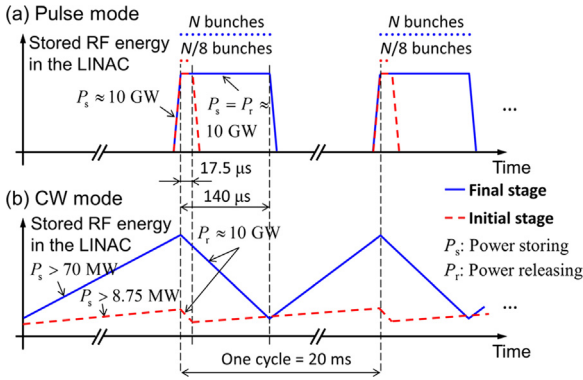 (a) Pulse mode
N bunches
N bunches
Stored RF energy
in the LINAC
N/8 bunches
N/8 bunches
Ps ≈ 10 GW
Ps = Pr ≈
10 GW
...
Time
17.5 µs
(b) CW mode
140 µs
Stored RF energy
in the LINAC
Pr ≈ 10 GW
Final stage
Initial stage
Ps: Power storing
Pr: Power releasing
Ps > 70 MW
Ps > 8.75 MW
...
Time
One cycle = 20 ms